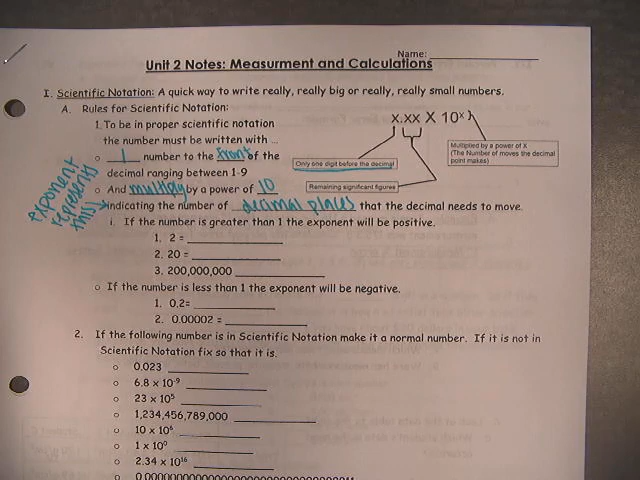 Name:
Unit 2 Notes: Measurment and Calculations
I. Scientific Notation: A quick way to write really, really big or really, really small numbers.
A. Rules for Scientific Notation:
1. To be in proper scientific notation
the number must be written with ...
o 1 number to the front of the
decimal ranging between 1-9
o And multiply by a power of 10
indicating the number of decimal places that the decimal needs to move.
exponent
represents
this
X.XX X 10ˣ
Only one digit before the decimal
Remaining significant figures
Multiplied by a power of X
(The Number of moves the decimal
point makes)
i. If the number is greater than 1 the exponent will be positive.
1. 2 =
2. 20 =
3. 200,000,000
o If the number is less than 1 the exponent will be negative.
1. 0.2=
2. 0.00002 =
2. If the following number is in Scientific Notation make it a normal number. If it is not in
Scientific Notation fix so that it is.
o 0.023
o 6.8 x 10⁻⁹
o 23 x 10⁵
o 1,234,456,789,000
o 10 x 10⁶
o 1 x 10⁰
o 2.34 x 10¹⁶